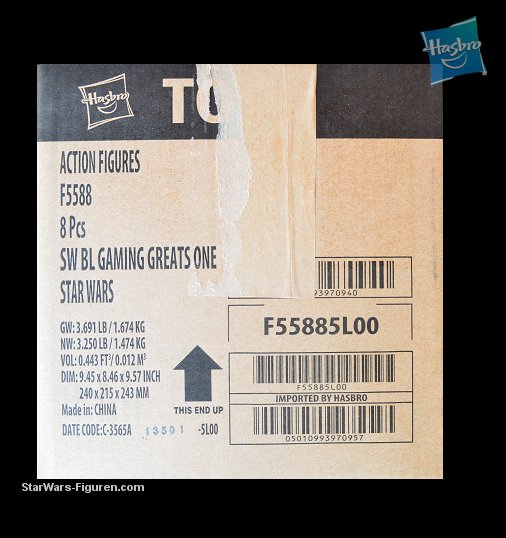 Hasbro
Hasbro
TO
ACTION FIGURES
F5588
8 Pcs
SW BL GAMING GREATS ONE
STAR WARS
93970940
F55885L00
GW: 3.691 LB / 1.674 KG
NW: 3.250 LB / 1.474 KG
VOL: 0.443 FT³/ 0.012 M³
DIM: 9.45 x 8.46 x 9.57 INCH
240 x 215 x 243 MM
Made in: CHINA
DATE CODE:C-3565A 13501 -5L00
THIS END UP
F55885L00
IMPORTED BY HASBRO
05010993970957
StarWars-Figuren.com